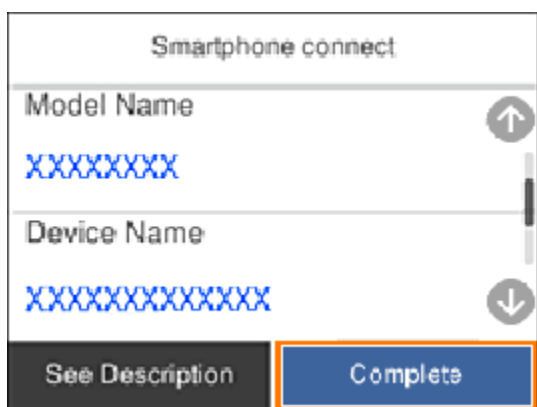 Smartphone connect
Model Name
XXXXXXXX
Device Name
XXXXXXXXXXXXX
See Description
Complete